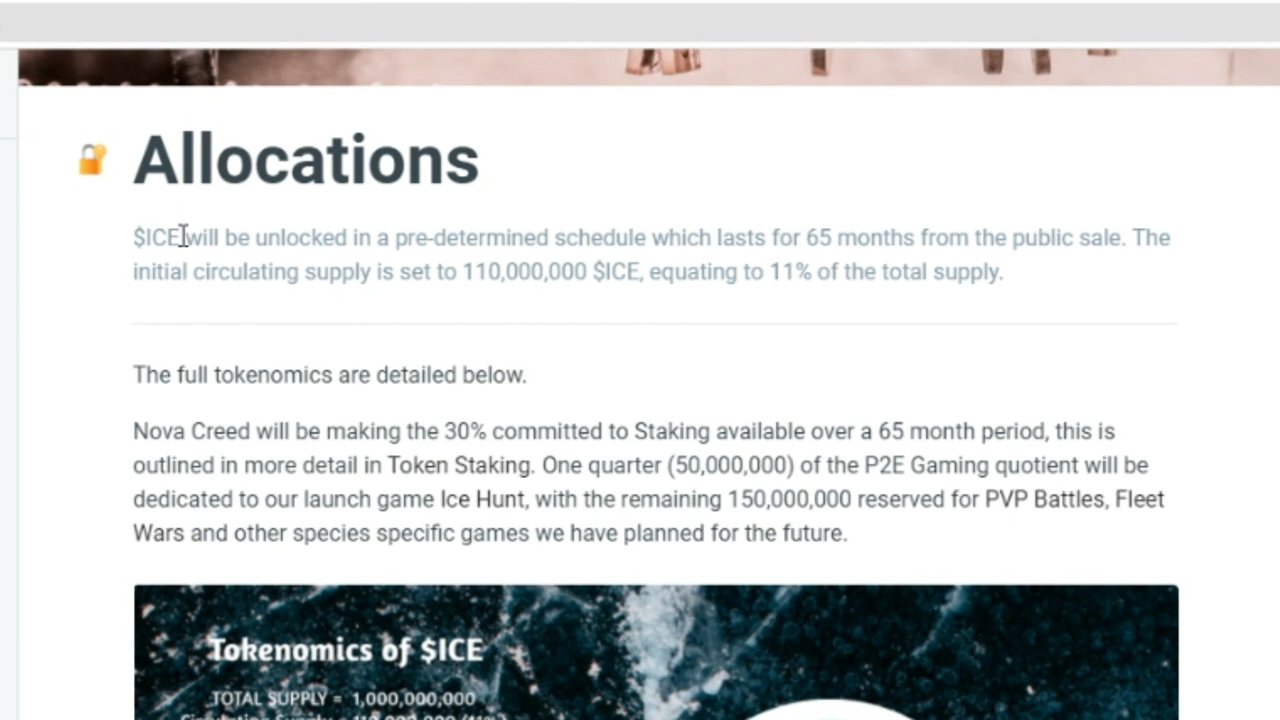 Allocations
$ICE will be unlocked in a pre-determined schedule which lasts for 65 months from the public sale. The
initial circulating supply is set to 110,000,000 $ICE, equating to 11% of the total supply.
The full tokenomics are detailed below.
Nova Creed will be making the 30% committed to Staking available over a 65 month period, this is
outlined in more detail in Token Staking. One quarter (50,000,000) of the P2E Gaming quotient will be
dedicated to our launch game Ice Hunt, with the remaining 150,000,000 reserved for PVP Battles, Fleet
Wars and other species specific games we have planned for the future.
Tokenomics of $ICE
TOTAL SUPPLY = 1,000,000,000